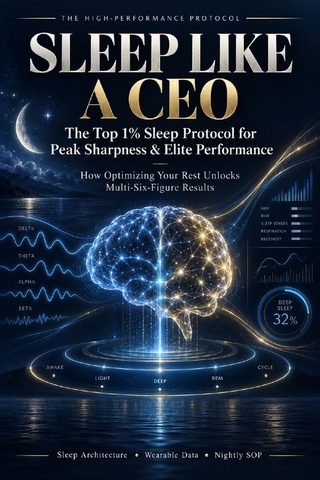 THE HIGH-PERFORMANCE PROTOCOL
SLEEP LIKE
A CEO
The Top 1% Sleep Protocol for
Peak Sharpness & Elite Performance
How Optimizing Your Rest Unlocks
Multi-Six-Figure Results
DELTA
THETA
ALPHA
BETA
SLEEP STAGES
RESPIRATION
RECOVERY
DEEP
SLEEP
32%
AWAKE
LIGHT
DEEP
REM
CYCLE
Sleep Architecture • Wearable Data • Nightly SOP